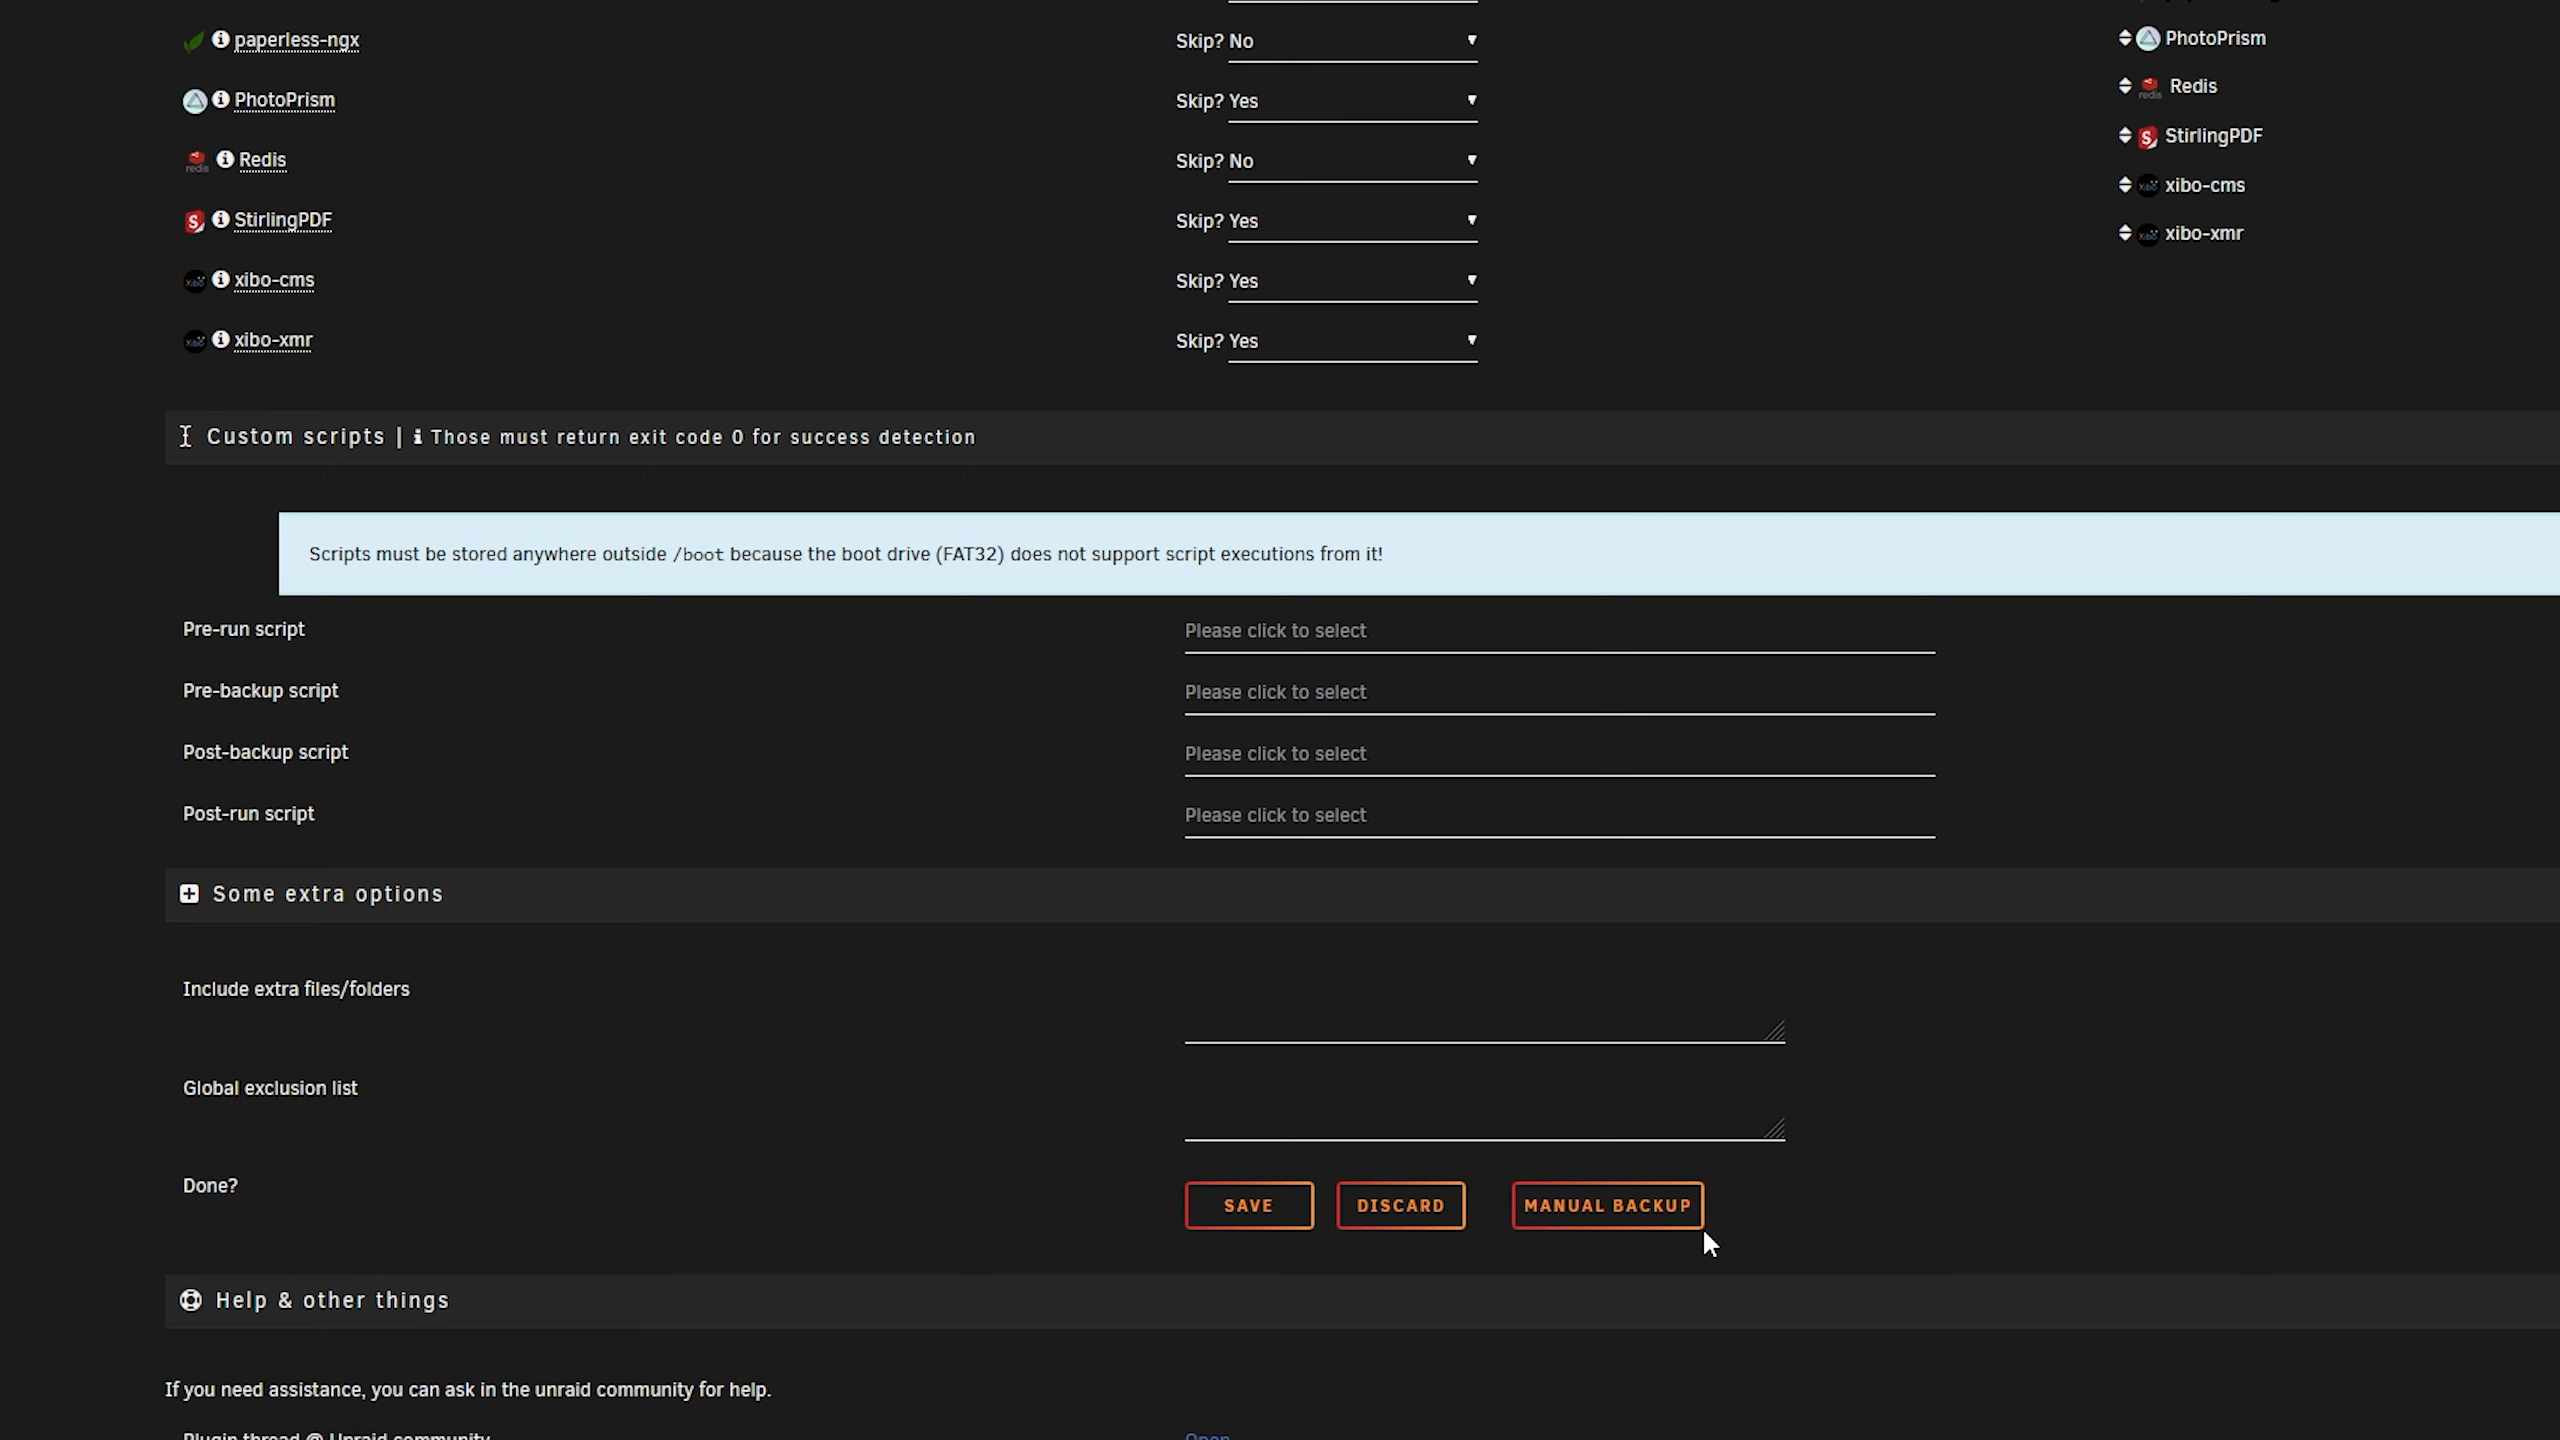 paperless-ngx Skip? No
PhotoPrism
PhotoPrism Skip? Yes
Redis
Redis Skip? No
StirlingPDF
StirlingPDF Skip? Yes
xibo-cms
xibo-cms Skip? Yes
xibo-xmr
xibo-xmr Skip? Yes
Custom scripts | Those must return exit code 0 for success detection
Scripts must be stored anywhere outside /boot because the boot drive (FAT32) does not support script executions from it!
Pre-run script Please click to select
Pre-backup script Please click to select
Post-backup script Please click to select
Post-run script Please click to select
Some extra options
Include extra files/folders
Global exclusion list
Done? SAVE DISCARD MANUAL BACKUP
Help & other things
If you need assistance, you can ask in the unraid community for help.
Plugin thread @ Unraid community Open